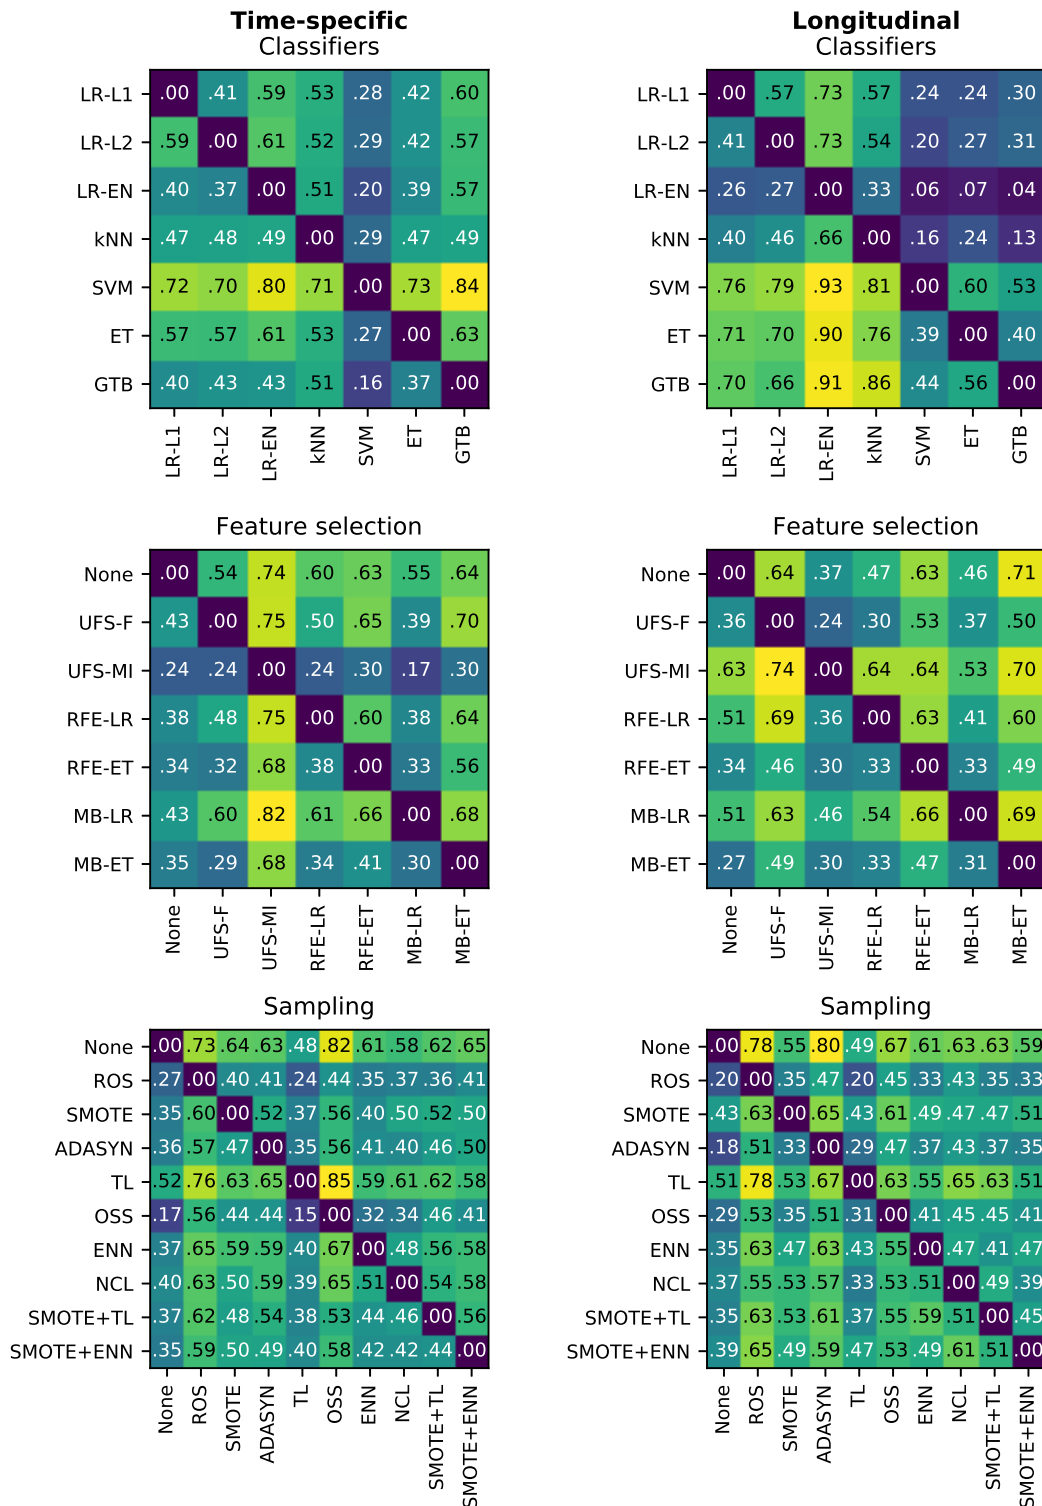 Time-specific
Classifiers
LR-L1 .00 .41 .59 .53 .28 .42 .60
LR-L2 .59 .00 .61 .52 .29 .42 .57
LR-EN .40 .37 .00 .51 .20 .39 .57
kNN .47 .48 .49 .00 .29 .47 .49
SVM .72 .70 .80 .71 .00 .73 .84
ET .57 .57 .61 .53 .27 .00 .63
GTB .40 .43 .43 .51 .16 .37 .00
LR-L1 LR-L2 LR-EN kNN SVM ET GTB
Longitudinal
Classifiers
LR-L1 .00 .57 .73 .57 .24 .24 .30
LR-L2 .41 .00 .73 .54 .20 .27 .31
LR-EN .26 .27 .00 .33 .06 .07 .04
kNN .40 .46 .66 .00 .16 .24 .13
SVM .76 .79 .93 .81 .00 .60 .53
ET .71 .70 .90 .76 .39 .00 .40
GTB .70 .66 .91 .86 .44 .56 .00
LR-L1 LR-L2 LR-EN kNN SVM ET GTB
Feature selection
None .00 .54 .74 .60 .63 .55 .64
UFS-F .43 .00 .75 .50 .65 .39 .70
UFS-MI .24 .24 .00 .24 .30 .17 .30
RFE-LR .38 .48 .75 .00 .60 .38 .64
RFE-ET .34 .32 .68 .38 .00 .33 .56
MB-LR .43 .60 .82 .61 .66 .00 .68
MB-ET .35 .29 .68 .34 .41 .30 .00
None UFS-F UFS-MI RFE-LR RFE-ET MB-LR MB-ET
Feature selection
None .00 .64 .37 .47 .63 .46 .71
UFS-F .36 .00 .24 .30 .53 .37 .50
UFS-MI .63 .74 .00 .64 .64 .53 .70
RFE-LR .51 .69 .36 .00 .63 .41 .60
RFE-ET .34 .46 .30 .33 .00 .33 .49
MB-LR .51 .63 .46 .54 .66 .00 .69
MB-ET .27 .49 .30 .33 .47 .31 .00
None UFS-F UFS-MI RFE-LR RFE-ET MB-LR MB-ET
Sampling
None .00 .73 .64 .63 .48 .82 .61 .58 .62 .65
ROS .27 .00 .40 .41 .24 .44 .35 .37 .36 .41
SMOTE .35 .60 .00 .52 .37 .56 .40 .50 .52 .50
ADASYN .36 .57 .47 .00 .35 .56 .41 .40 .46 .50
TL .52 .76 .63 .65 .00 .85 .59 .61 .62 .58
OSS .17 .56 .44 .44 .15 .00 .32 .34 .46 .41
ENN .37 .65 .59 .59 .40 .67 .00 .48 .56 .58
NCL .40 .63 .50 .59 .39 .65 .51 .00 .54 .58
SMOTE+TL .37 .62 .48 .54 .38 .53 .44 .46 .00 .56
SMOTE+ENN .35 .59 .50 .49 .40 .58 .42 .42 .44 .00
None ROS SMOTE ADASYN TL OSS ENN NCL SMOTE+TL SMOTE+ENN
Sampling
None .00 .78 .55 .80 .49 .67 .61 .63 .63 .59
ROS .20 .00 .35 .47 .20 .45 .33 .43 .35 .33
SMOTE .43 .63 .00 .65 .43 .61 .49 .47 .47 .51
ADASYN .18 .51 .33 .00 .29 .47 .37 .43 .37 .35
TL .51 .78 .53 .67 .00 .63 .55 .65 .63 .51
OSS .29 .53 .35 .51 .31 .00 .41 .45 .45 .41
ENN .35 .63 .47 .63 .43 .55 .00 .47 .41 .47
NCL .37 .55 .53 .57 .33 .53 .51 .00 .49 .39
SMOTE+TL .35 .63 .53 .61 .37 .55 .59 .51 .00 .45
SMOTE+ENN .39 .65 .49 .59 .47 .53 .49 .61 .51 .00
None ROS SMOTE ADASYN TL OSS ENN NCL SMOTE+TL SMOTE+ENN